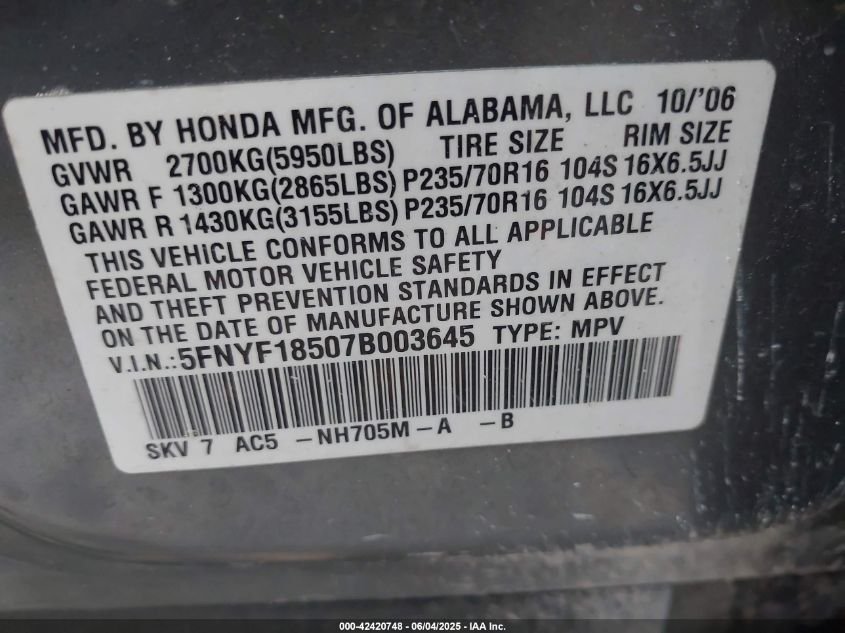 MFD. BY HONDA MFG. OF ALABAMA, LLC 10/'06
GVWR 2700KG(5950LBS) TIRE SIZE RIM SIZE
GAWR F 1300KG(2865LBS) P235/70R16 104S 16X6.5JJ
GAWR R 1430KG(3155LBS) P235/70R16 104S 16X6.5JJ
THIS VEHICLE CONFORMS TO ALL APPLICABLE
FEDERAL MOTOR VEHICLE SAFETY
AND THEFT PREVENTION STANDARDS IN EFFECT
ON THE DATE OF MANUFACTURE SHOWN ABOVE.
V.I.N.:5FNYF18507B003645 TYPE: MPV
SKV 7 AC5 -NH705M-A -B
000-42420748 - 06/04/2025 - IAA Inc.